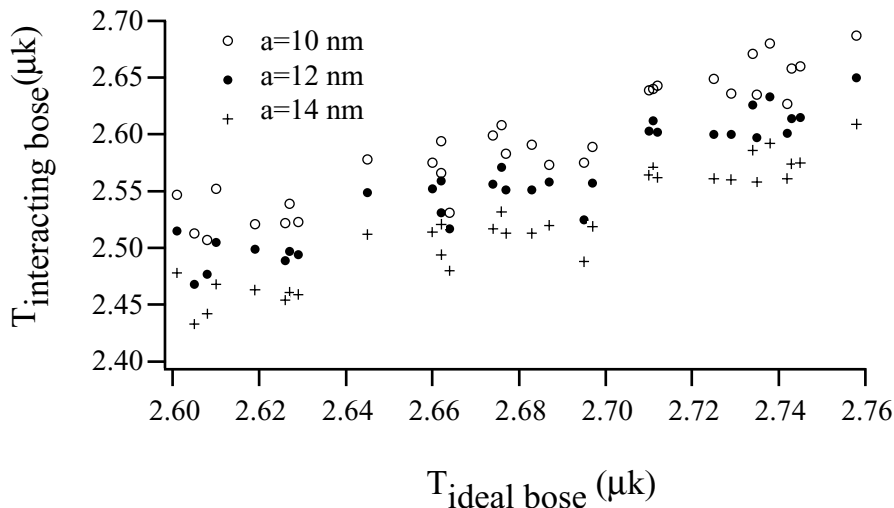 2.70
2.65
2.60
2.55
2.50
2.45
2.40
T interacting bose (μk)
a=10 nm
a=12 nm
a=14 nm
2.60 2.62 2.64 2.66 2.68 2.70 2.72 2.74 2.76
T ideal bose (μk)